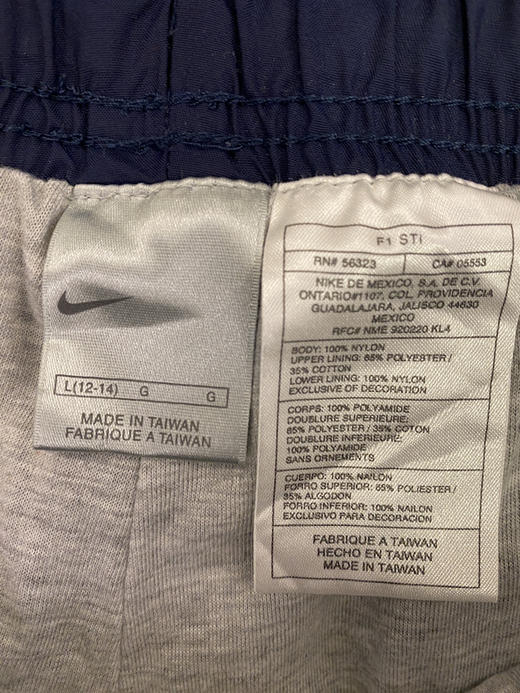 L(12-14) G G
MADE IN TAIWAN
FABRIQUE A TAIWAN
F1 STI
RN# 56323 CA# 05553
NIKE DE MEXICO, S.A. DE C.V.
ONTARIO#1107, COL. PROVIDENCIA
GUADALAJARA, JALISCO 44630
MEXICO
RFC# NME 920220 KL4
BODY: 100% NYLON
UPPER LINING: 65% POLYESTER /
35% COTTON
LOWER LINING: 100% NYLON
EXCLUSIVE OF DECORATION
CORPS: 100% POLYAMIDE
DOUBLURE SUPERIEURE:
65% POLYESTER / 35% COTON
DOUBLURE INFERIEURE:
100% POLYAMIDE
SANS ORNEMENTS
CUERPO: 100% NAILON
FORRO SUPERIOR: 65% POLIESTER /
35% ALGODON
FORRO INFERIOR: 100% NAILON
EXCLUSIVO PARA DECORACION
FABRIQUE A TAIWAN
HECHO EN TAIWAN
MADE IN TAIWAN